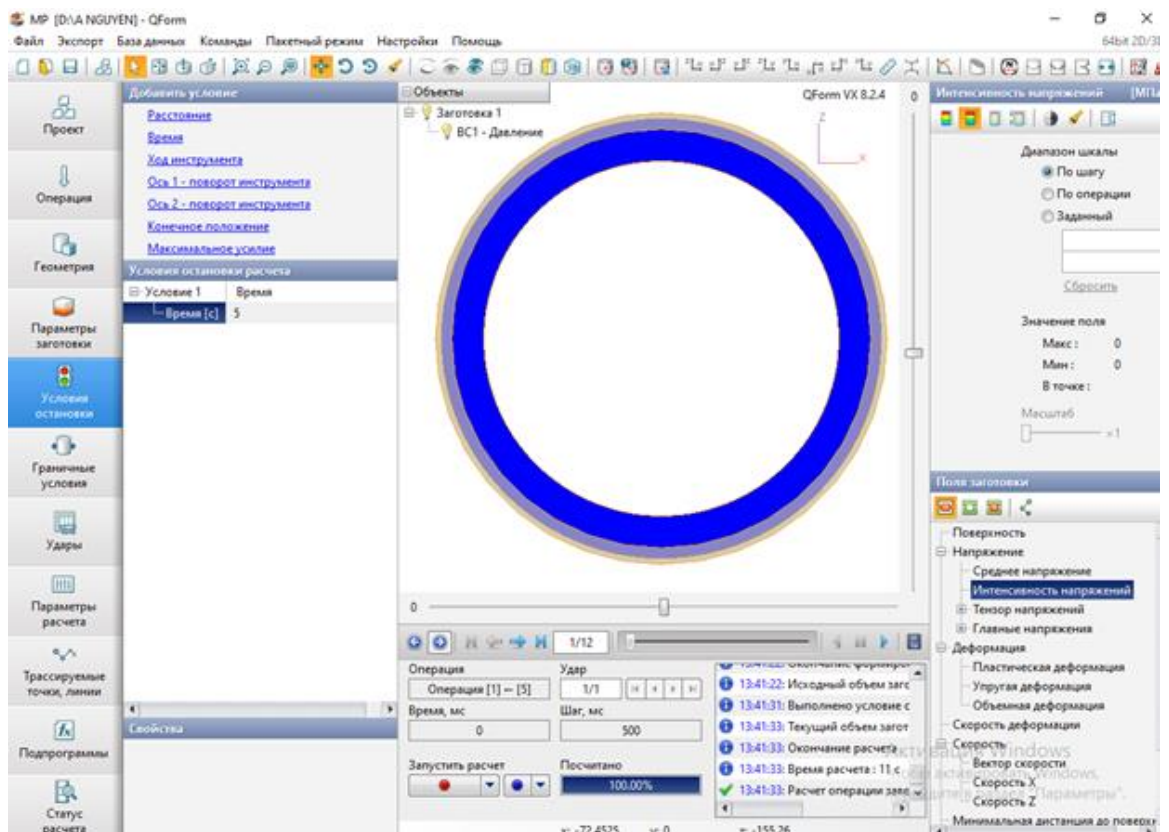 MP [D:\A NGUYEN] - QForm
Файл Экспорт База данных Команды Пакетный режим Настройки Помощь
64bit 2D/3D
Проект
Операция
Геометрия
Параметры
заготовки
Условия
остановки
Граничные
условия
Удары
Параметры
расчета
Трассируемые
точки, линии
Подпрограммы
Статус
расчета
Добавить условие
Расстояние
Время
Ход инструмента
Ось 1 - поворот инструмента
Ось 2 - поворот инструмента
Конечное положение
Максимальное усилие
Условия остановки расчета
Условие 1 Время
Время [с] 5
Свойства
Объекты
Заготовка 1
BC1 - Давление
QForm VX 8.2.4
Z
X
0
0
1/12
Операция
Операция [1] — [5]
Удар
1/1
Время, мс
0
Шаг, мс
500
Запустить расчет
Посчитано
100.00%
13:41:22: Исходный объем заго
13:41:31: Выполнено условие с
13:41:33: Текущий объем загот
13:41:33: Окончание расчета
13:41:33: Время расчета : 11 с
13:41:33: Расчет операции заве
x: -72.4525 y: 0 z: -155.26
Интенсивность напряжений [МПа
Диапазон шкалы
По шагу
По операции
Заданный
Сбросить
Значение поля
Макс : 0
Мин : 0
В точке :
Масштаб
×1
Поля заготовки
Поверхность
Напряжение
Среднее напряжение
Интенсивность напряжений
Тензор напряжений
Главные напряжения
Деформация
Пластическая деформация
Упругая деформация
Объемная деформация
Скорость деформации
Скорость
Вектор скорости
Скорость X
Скорость Z
Минимальная дистанция до поверх